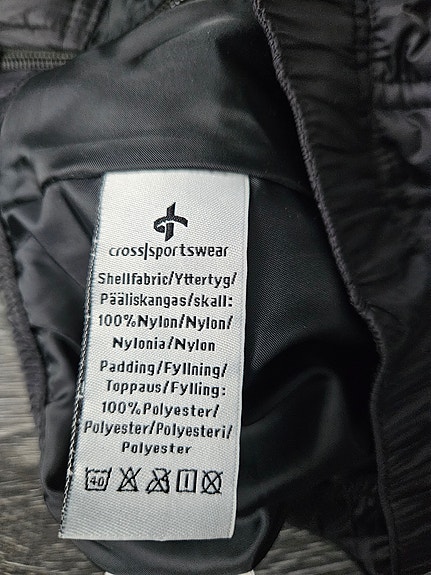 cross|sportswear
Shellfabric/Yttertyg/
Pääliskangas/skall:
100%Nylon/Nylon/
Nylonia/Nylon
Padding/Fyllning/
Toppaus/Fylling:
100%Polyester/
Polyester/Polyesteri/
Polyester
40